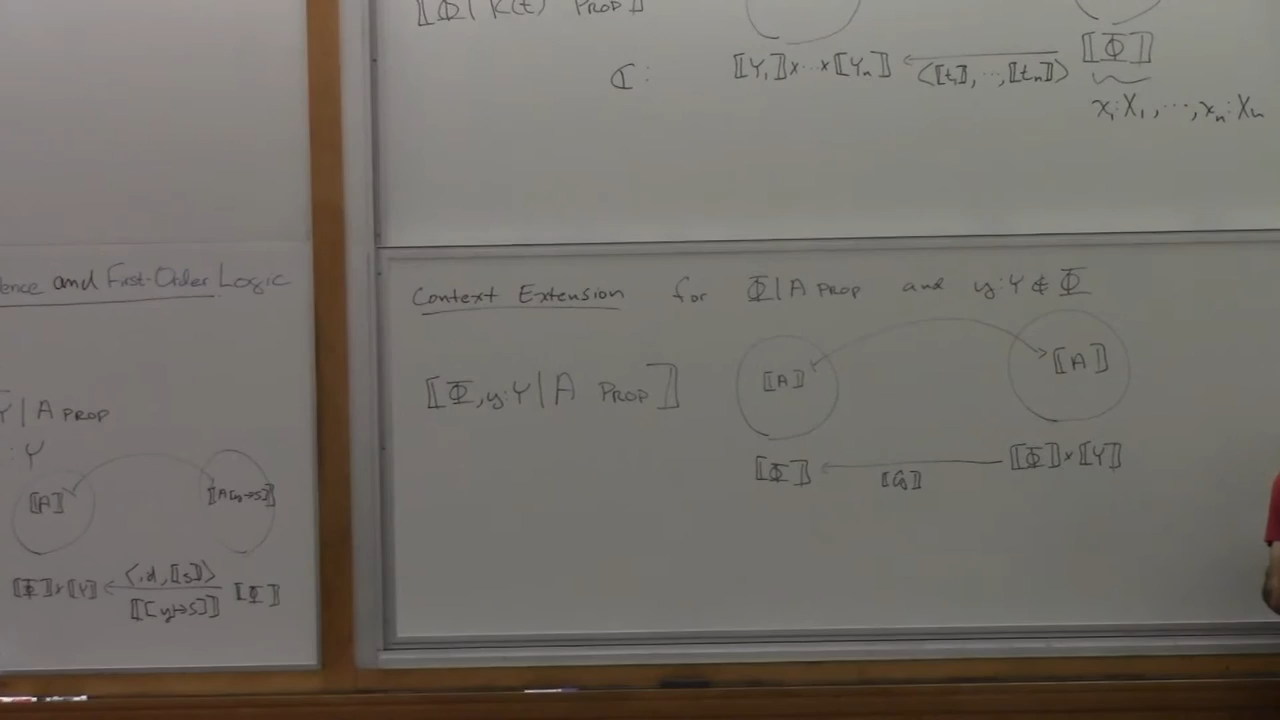 ⟦Φ | R(t) PROP⟧
ℂ: ⟦Y₁⟧×⋯×⟦Yₙ⟧ ← ⟦Φ⟧
⟨⟦t₁⟧,⋯,⟦tₙ⟧⟩
x₁:X₁,⋯,xₙ:Xₙ
ence and First-Order Logic
Y | A PROP
: Y
⟦A⟧ ⟦A[y↦s]⟧
⟦Φ⟧×⟦Y⟧ ← ⟦Φ⟧
⟨id,⟦s⟧⟩
⟦[y↦s]⟧
Context Extension for Φ | A PROP and y:Y ∉ Φ
⟦Φ, y:Y | A PROP⟧ ⟦A⟧ ↦ ⟦A⟧
⟦Φ⟧ ← ⟦Φ⟧×⟦Y⟧